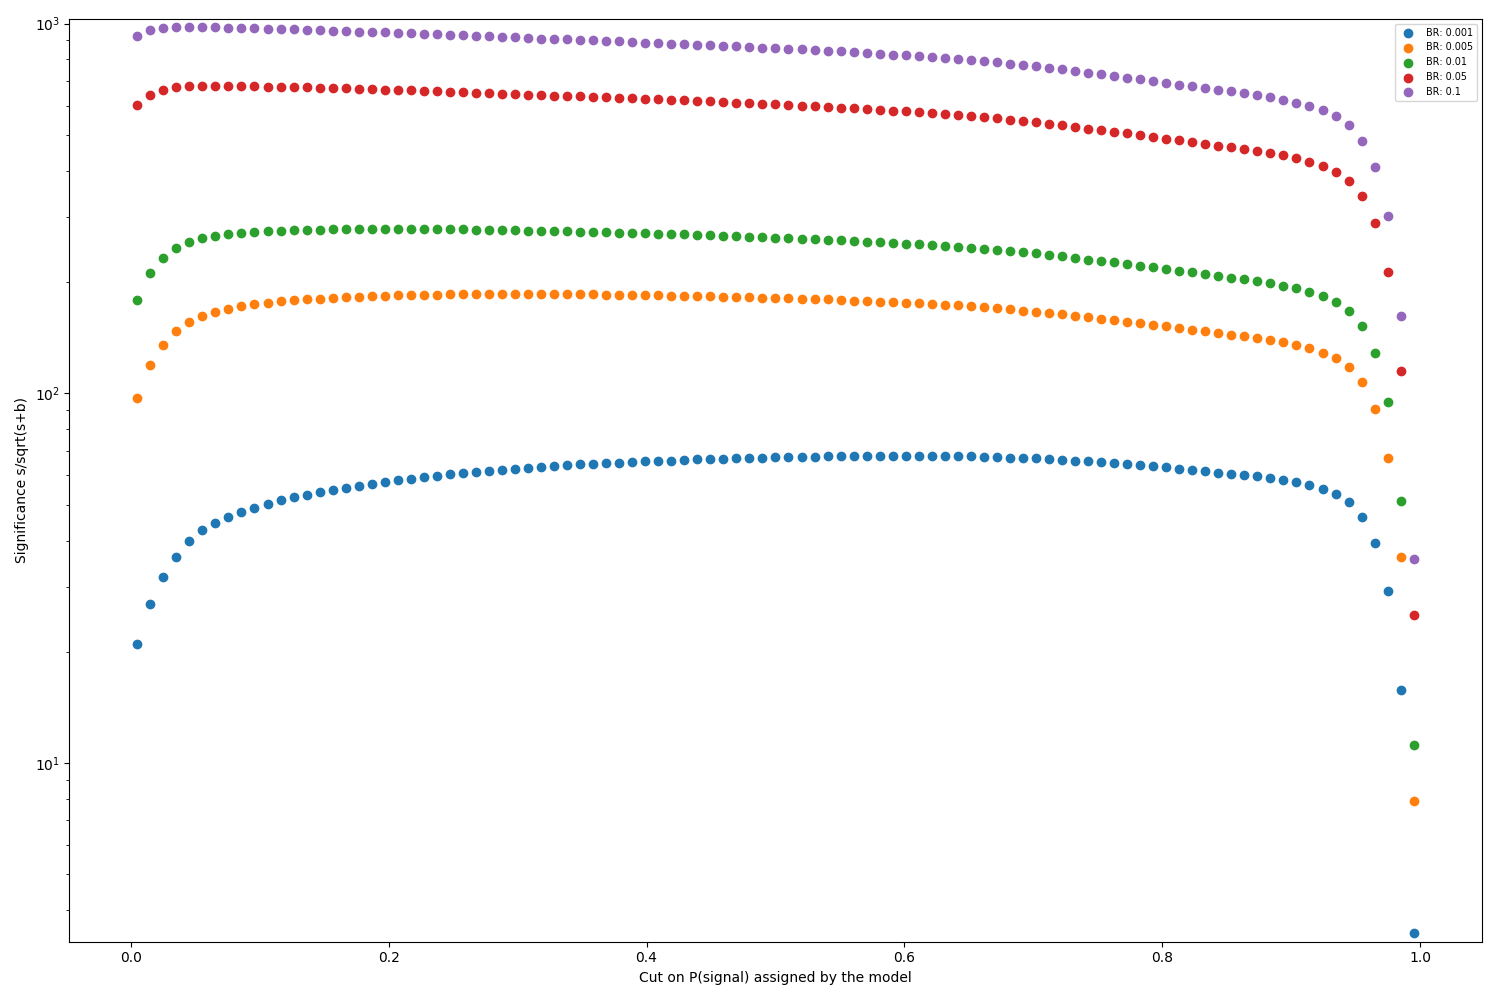 10³
10²
10¹
Significance s/sqrt(s+b)
BR: 0.001
BR: 0.005
BR: 0.01
BR: 0.05
BR: 0.1
0.0 0.2 0.4 0.6 0.8 1.0
Cut on P(signal) assigned by the model